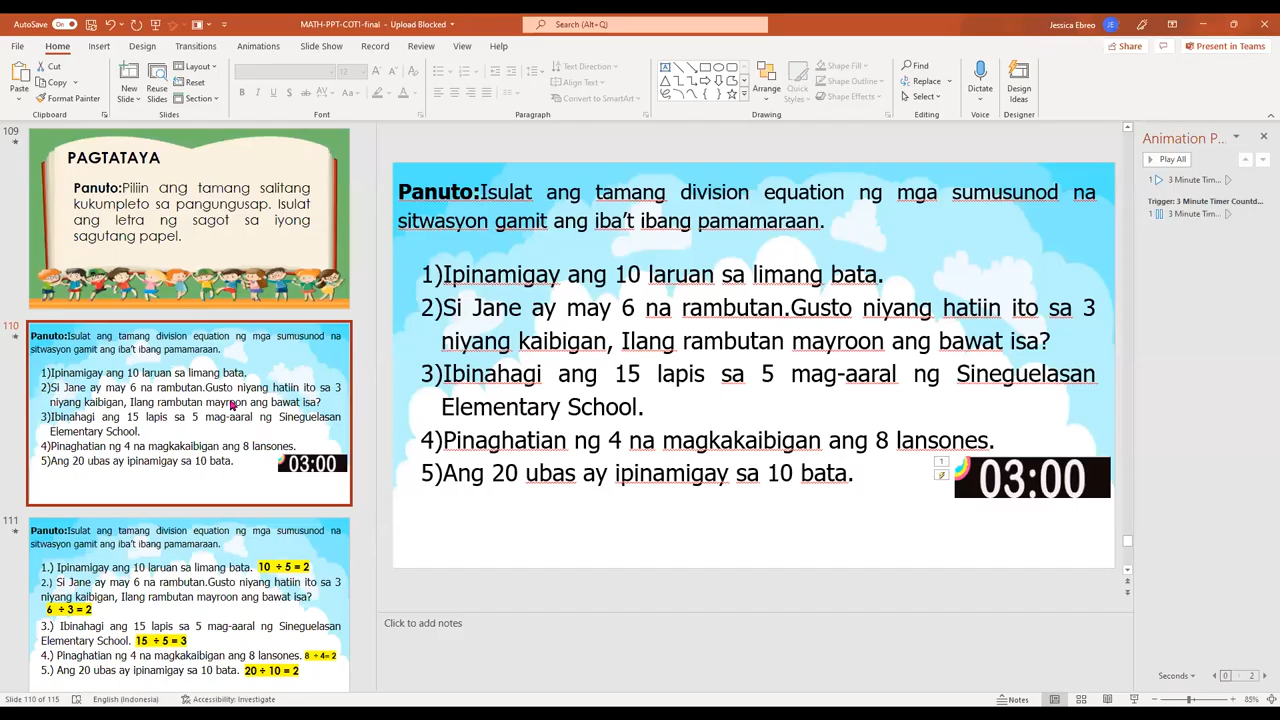 AutoSave On MATH-PPT-COT1-final - Upload Blocked Search (Alt+Q) Jessica Ebreo JE
File Home Insert Design Transitions Animations Slide Show Record Review View Help Share Present in Teams
Paste Cut Copy Format Painter Clipboard
New Slides Reuse Slides Layout Reset Section Slides
12 B I U S Aa Font
Text Direction Align Text Convert to SmartArt Paragraph
Arrange Quick Styles Shape Fill Shape Outline Shape Effects Drawing
Find Replace Select Editing
Dictate Voice
Design Ideas Designer
109
PAGTATAYA
Panuto:Piliin ang tamang salitang
kukumpleto sa pangungusap. Isulat
ang letra ng sagot sa iyong
sagutang papel.
110
Panuto:Isulat ang tamang division equation ng mga sumusunod na
sitwasyon gamit ang iba't ibang pamamaraan.
1)Ipinamigay ang 10 laruan sa limang bata.
2)Si Jane ay may 6 na rambutan.Gusto niyang hatiin ito sa 3
niyang kaibigan, Ilang rambutan mayroon ang bawat isa?
3)Ibinahagi ang 15 lapis sa 5 mag-aaral ng Sineguelasan
Elementary School.
4)Pinaghatian ng 4 na magkakaibigan ang 8 lansones.
5)Ang 20 ubas ay ipinamigay sa 10 bata.
03:00
111
Panuto:Isulat ang tamang division equation ng mga sumusunod na
sitwasyon gamit ang iba't ibang pamamaraan.
1.) Ipinamigay ang 10 laruan sa limang bata. 10 ÷ 5 = 2
2.) Si Jane ay may 6 na rambutan.Gusto niyang hatiin ito sa 3
niyang kaibigan, Ilang rambutan mayroon ang bawat isa?
6 ÷ 3 = 2
3.) Ibinahagi ang 15 lapis sa 5 mag-aaral ng Sineguelasan
Elementary School. 15 ÷ 5 = 3
4.) Pinaghatian ng 4 na magkakaibigan ang 8 lansones. 8 ÷ 4= 2
5.) Ang 20 ubas ay ipinamigay sa 10 bata. 20 ÷ 10 = 2
Panuto:Isulat ang tamang division equation ng mga sumusunod na
sitwasyon gamit ang iba't ibang pamamaraan.
1)Ipinamigay ang 10 laruan sa limang bata.
2)Si Jane ay may 6 na rambutan.Gusto niyang hatiin ito sa 3
niyang kaibigan, Ilang rambutan mayroon ang bawat isa?
3)Ibinahagi ang 15 lapis sa 5 mag-aaral ng Sineguelasan
Elementary School.
4)Pinaghatian ng 4 na magkakaibigan ang 8 lansones.
5)Ang 20 ubas ay ipinamigay sa 10 bata.
1
03:00
Click to add notes
Animation P...
Play All
1 3 Minute Tim...
Trigger: 3 Minute Timer Countd...
1 3 Minute Tim...
Seconds 0 2
Slide 110 of 115 English (Indonesia) Accessibility: Investigate Notes 85%